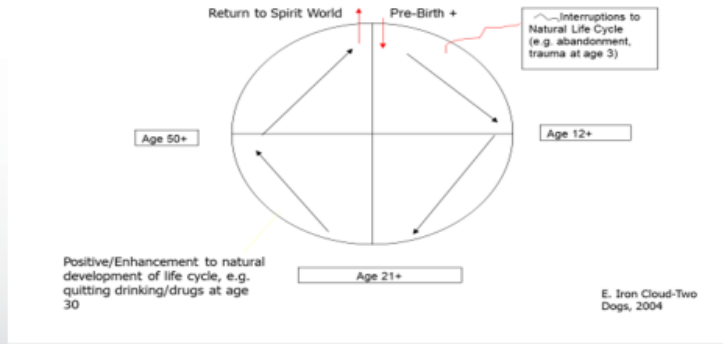 Return to Spirit World
Pre-Birth +
Interruptions to
Natural Life Cycle
(e.g. abandonment,
trauma at age 3)
Age 50+
Age 12+
Positive/Enhancement to natural
development of life cycle, e.g.
quitting drinking/drugs at age
30
Age 21+
E. Iron Cloud-Two
Dogs, 2004